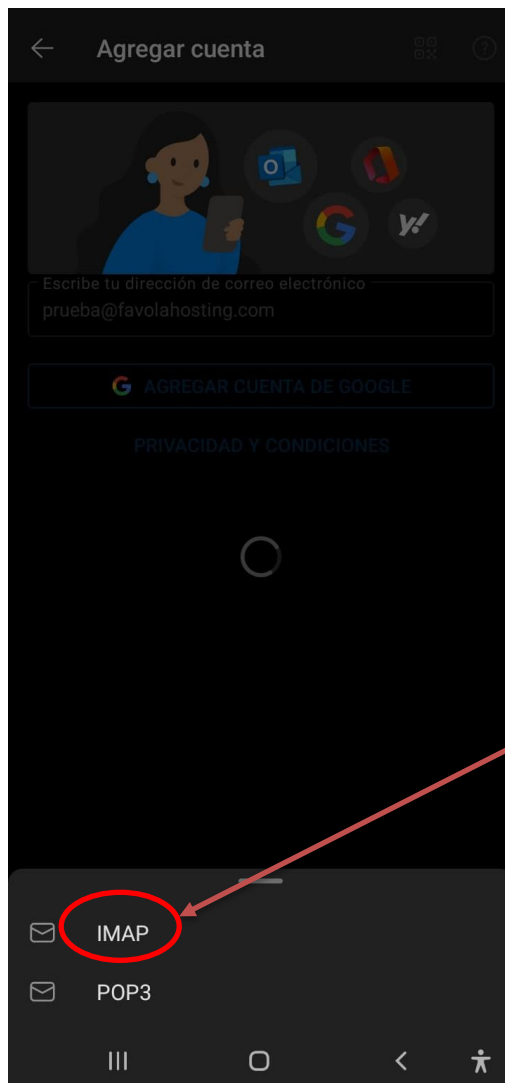 Agregar cuenta
Escribe tu dirección de correo electrónico
prueba@favolahosting.com
AGREGAR CUENTA DE GOOGLE
PRIVACIDAD Y CONDICIONES
IMAP
POP3